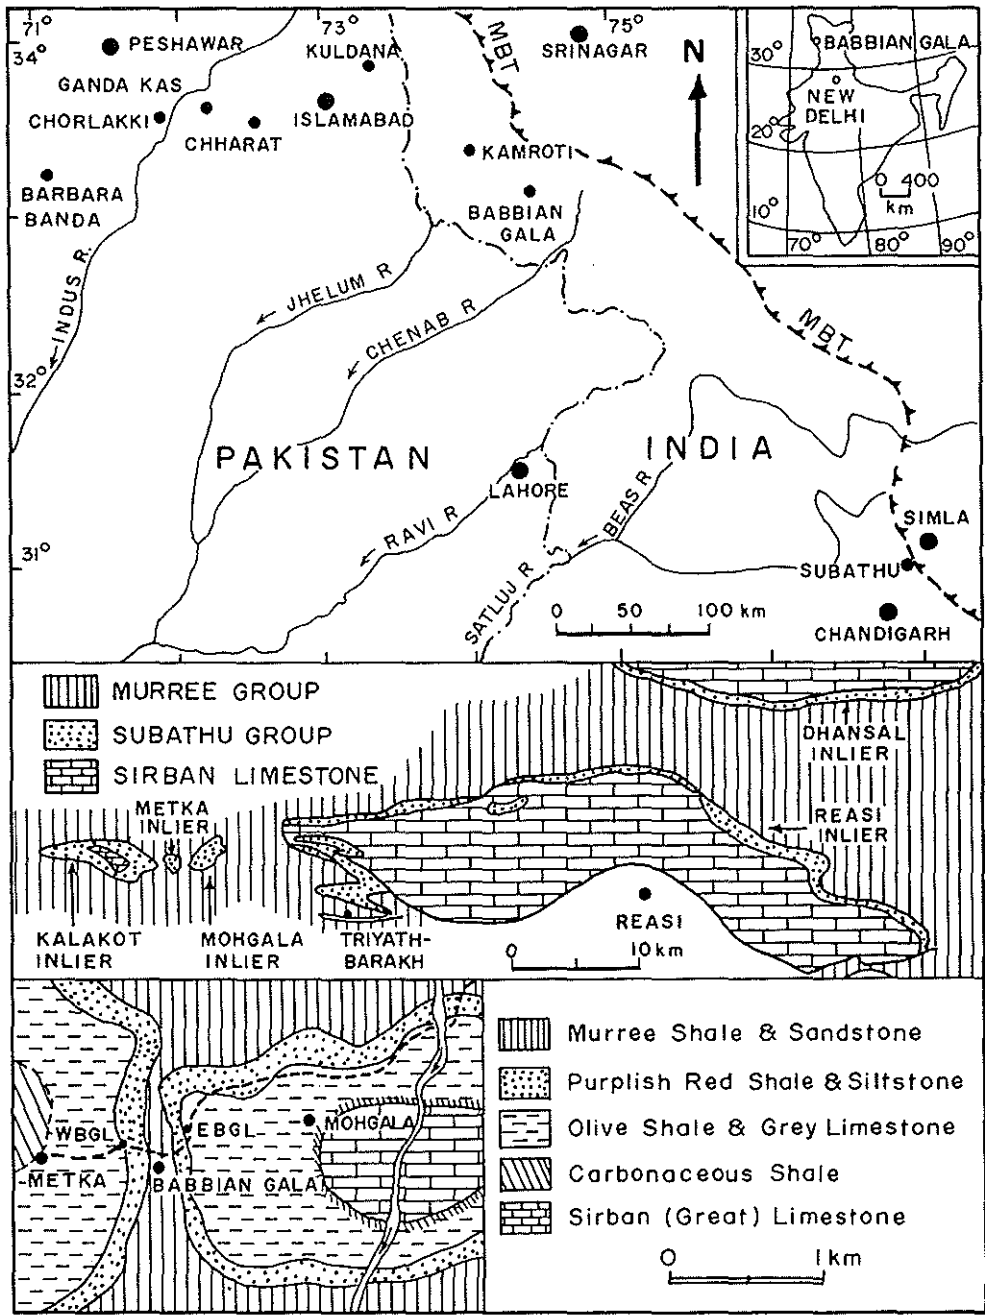 71°
73°
75°
34°
PESHAWAR
KULDANA
MBT
SRINAGAR
N
GANDA KAS
CHORLAKKI
CHHARAT
ISLAMABAD
KAMROTI
BARBARA
BANDA
BABBIAN
GALA
INDUS R.
JHELUM R
CHENAB R
MBT
32°
PAKISTAN
INDIA
LAHORE
RAVI R
BEAS R
SATLUJ R
SIMLA
SUBATHU
CHANDIGARH
31°
0 50 100 km
30°
BABBIAN GALA
NEW
DELHI
20°
0 400
km
10°
70° 80° 90°
MURREE GROUP
SUBATHU GROUP
SIRBAN LIMESTONE
METKA
INLIER
DHANSAL
INLIER
REASI
INLIER
KALAKOT
INLIER
MOHGALA
INLIER
TRIYATH-
BARAKH
REASI
0 10 km
WBGL
EBGL
MOHGALA
METKA
BABBIAN GALA
Murree Shale & Sandstone
Purplish Red Shale & Siltstone
Olive Shale & Grey Limestone
Carbonaceous Shale
Sirban (Great) Limestone
0 1 km